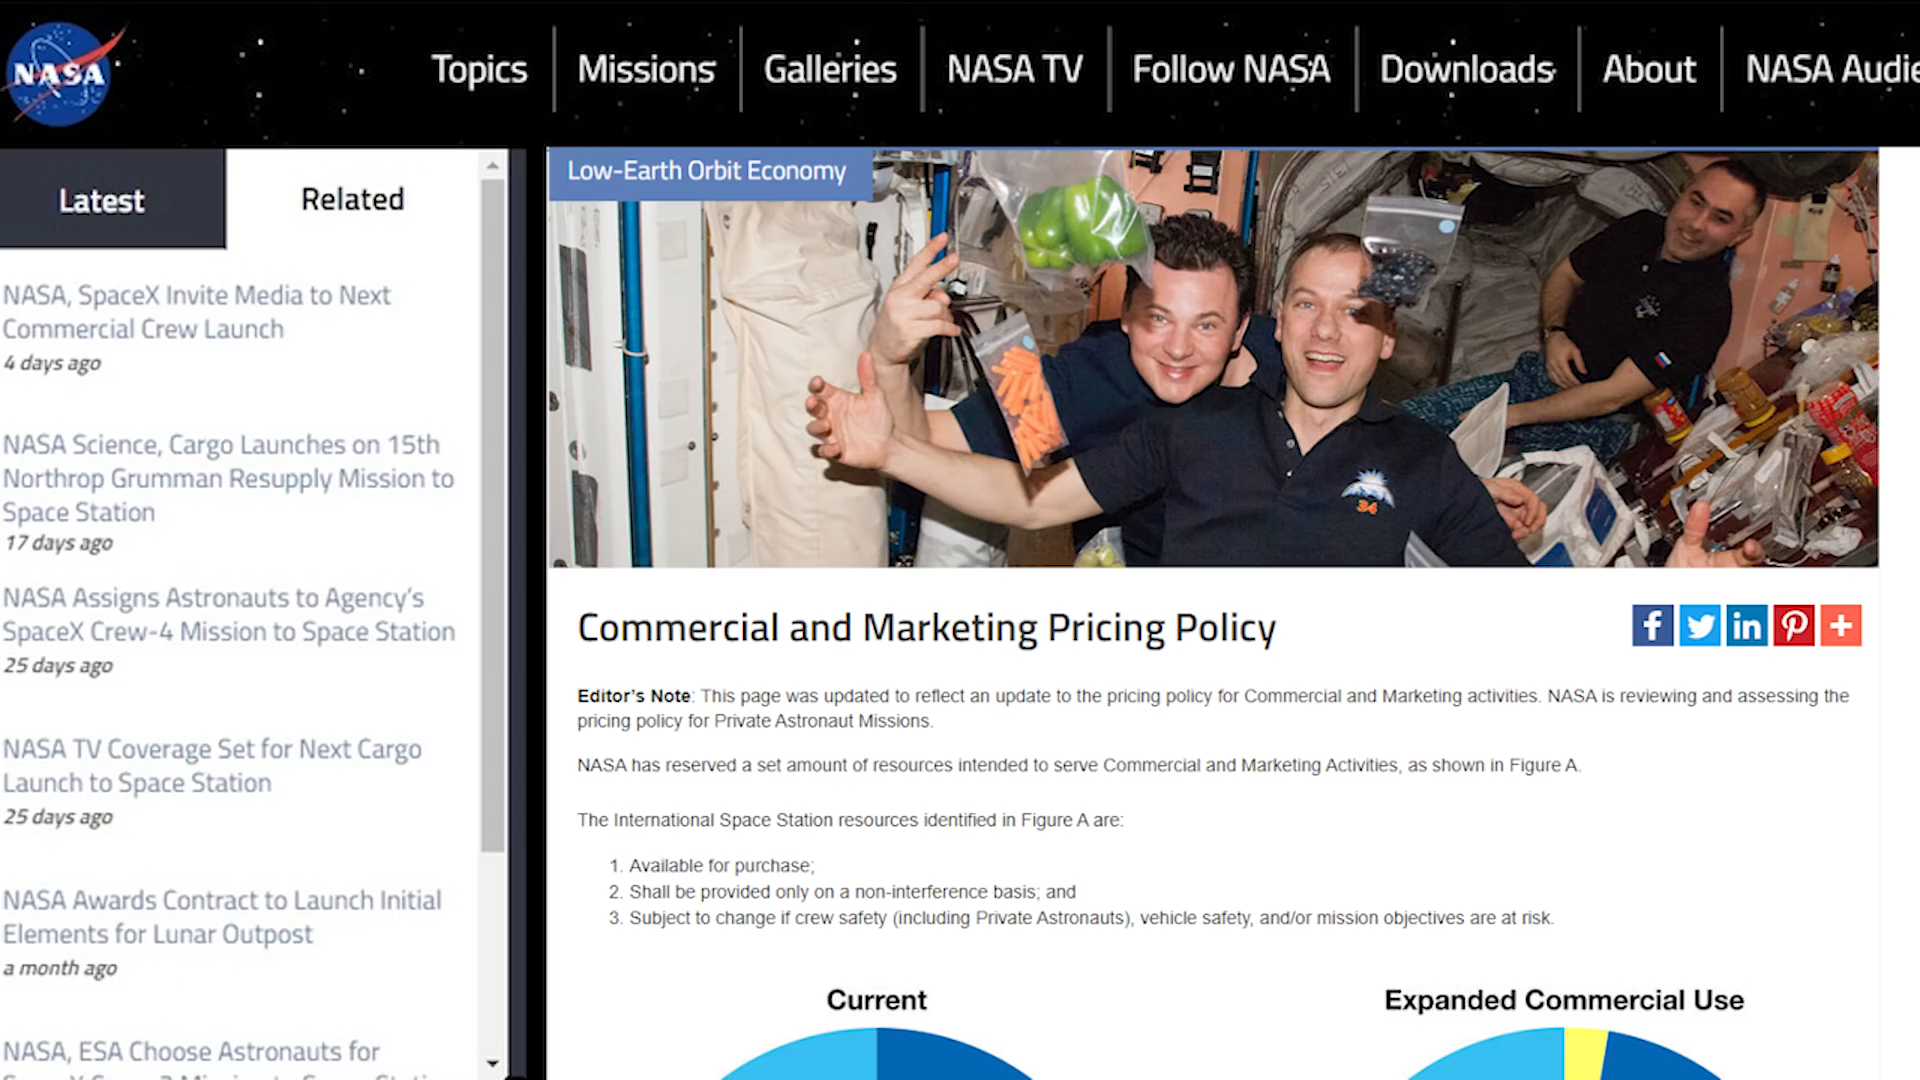 NASA
Topics
Missions
Galleries
NASA TV
Follow NASA
Downloads
About
NASA Audie
Latest
Related
NASA, SpaceX Invite Media to Next
Commercial Crew Launch
4 days ago
NASA Science, Cargo Launches on 15th
Northrop Grumman Resupply Mission to
Space Station
17 days ago
NASA Assigns Astronauts to Agency's
SpaceX Crew-4 Mission to Space Station
25 days ago
NASA TV Coverage Set for Next Cargo
Launch to Space Station
25 days ago
NASA Awards Contract to Launch Initial
Elements for Lunar Outpost
a month ago
NASA, ESA Choose Astronauts for
Low-Earth Orbit Economy
34
Commercial and Marketing Pricing Policy
Editor's Note: This page was updated to reflect an update to the pricing policy for Commercial and Marketing activities. NASA is reviewing and assessing the
pricing policy for Private Astronaut Missions.
NASA has reserved a set amount of resources intended to serve Commercial and Marketing Activities, as shown in Figure A.
The International Space Station resources identified in Figure A are:
1. Available for purchase;
2. Shall be provided only on a non-interference basis; and
3. Subject to change if crew safety (including Private Astronauts), vehicle safety, and/or mission objectives are at risk.
Current
Expanded Commercial Use